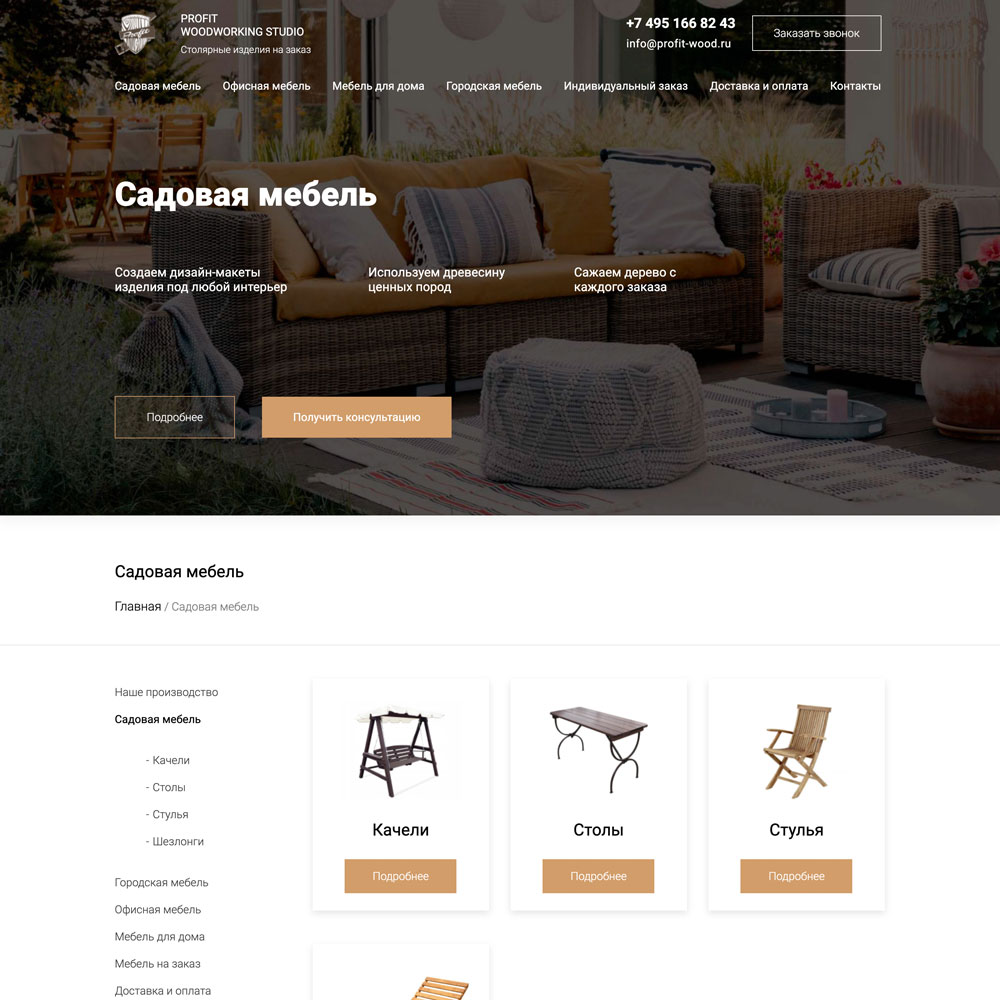 PROFIT
WOODWORKING STUDIO
Столярные изделия на заказ
+7 495 166 82 43
info@profit-wood.ru
Заказать звонок
Садовая мебель Офисная мебель Мебель для дома Городская мебель Индивидуальный заказ Доставка и оплата Контакты
Садовая мебель
Создаем дизайн-макеты
изделия под любой интерьер
Используем древесину
ценных пород
Сажаем дерево с
каждого заказа
Подробнее
Получить консультацию
Садовая мебель
Главная / Садовая мебель
Наше производство
Садовая мебель
- Качели
- Столы
- Стулья
- Шезлонги
Городская мебель
Офисная мебель
Мебель для дома
Мебель на заказ
Доставка и оплата
Качели
Подробнее
Столы
Подробнее
Стулья
Подробнее